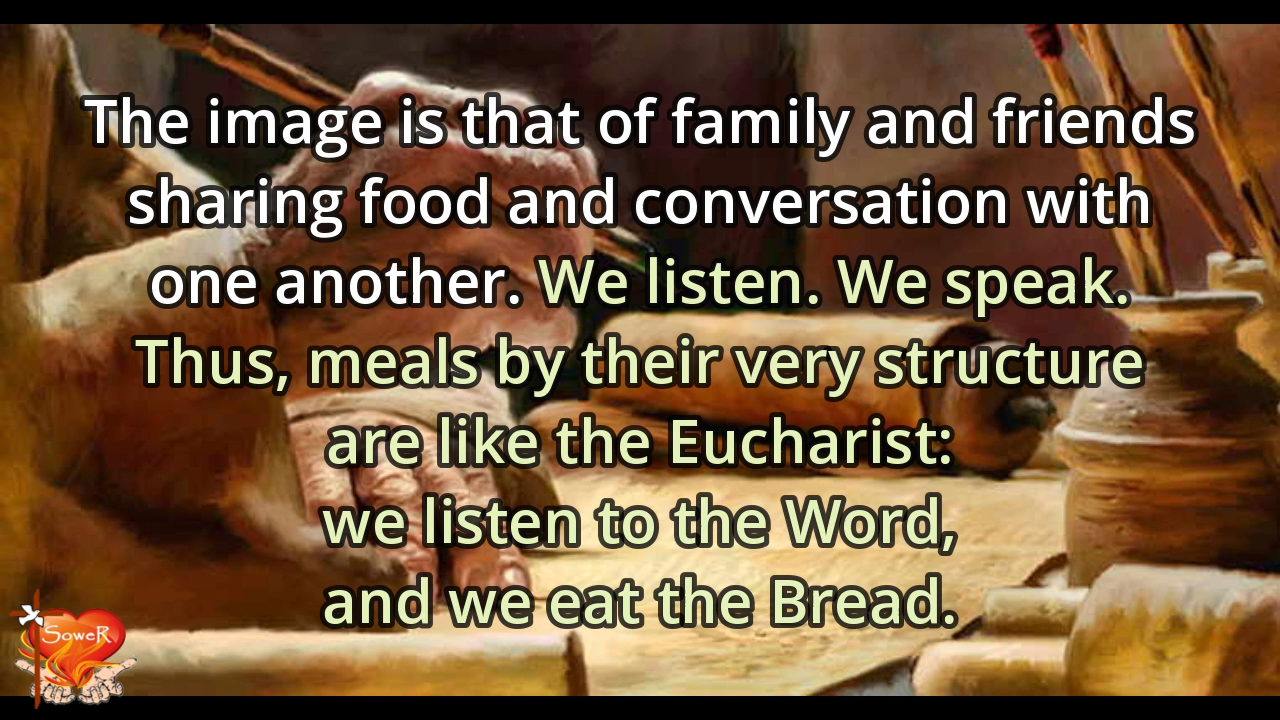 The image is that of family and friends
sharing food and conversation with
one another. We listen. We speak.
Thus, meals by their very structure
are like the Eucharist:
we listen to the Word,
and we eat the Bread.
SoweR